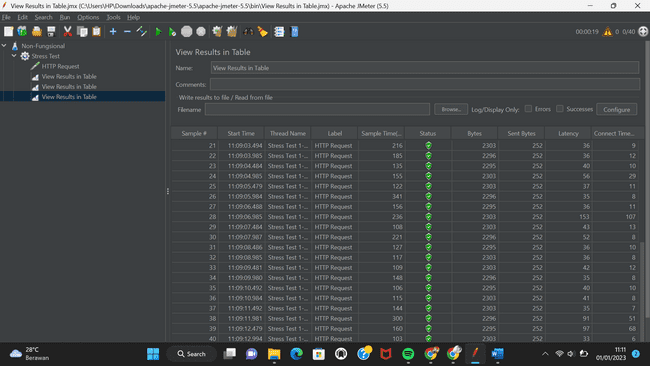 View Results in Table.jmx (C:\Users\HP\Downloads\apache-jmeter-5.5\apache-jmeter-5.5\bin\View Results in Table.jmx) - Apache JMeter (5.5)
File Edit Search Run Options Tools Help
00:00:19 0 0/40
Non-Fungsional
Stress Test
HTTP Request
View Results in Table
View Results in Table
View Results in Table
View Results in Table
Name: View Results in Table
Comments:
Write results to file / Read from file
Filename Browse... Log/Display Only: Errors Successes Configure
Sample # Start Time Thread Name Label Sample Time(... Status Bytes Sent Bytes Latency Connect Time...
21 11:09:03.494 Stress Test 1-... HTTP Request 216 2303 252 36 9
22 11:09:03.985 Stress Test 1-... HTTP Request 185 2296 252 36 12
23 11:09:04.484 Stress Test 1-... HTTP Request 135 2303 252 40 10
24 11:09:04.985 Stress Test 1-... HTTP Request 155 2303 252 56 29
25 11:09:05.479 Stress Test 1-... HTTP Request 122 2303 252 37 11
26 11:09:05.984 Stress Test 1-... HTTP Request 341 2296 252 35 8
27 11:09:06.488 Stress Test 1-... HTTP Request 156 2296 252 36 11
28 11:09:06.985 Stress Test 1-... HTTP Request 236 2303 252 153 107
29 11:09:07.484 Stress Test 1-... HTTP Request 108 2303 252 43 13
30 11:09:07.987 Stress Test 1-... HTTP Request 221 2296 252 52 8
31 11:09:08.486 Stress Test 1-... HTTP Request 127 2296 252 36 10
32 11:09:08.985 Stress Test 1-... HTTP Request 117 2303 252 36 8
33 11:09:09.481 Stress Test 1-... HTTP Request 109 2303 252 42 12
34 11:09:09.980 Stress Test 1-... HTTP Request 148 2296 252 35 8
35 11:09:10.492 Stress Test 1-... HTTP Request 106 2303 252 40 10
36 11:09:10.984 Stress Test 1-... HTTP Request 115 2303 252 41 8
37 11:09:11.492 Stress Test 1-... HTTP Request 144 2303 252 35 7
38 11:09:11.981 Stress Test 1-... HTTP Request 300 2296 252 91 51
39 11:09:12.479 Stress Test 1-... HTTP Request 160 2303 252 97 68
40 11:09:12.994 Stress Test 1-... HTTP Request 103 2303 252 33 6
28°C
Berawan
Search
11:11
01/01/2023